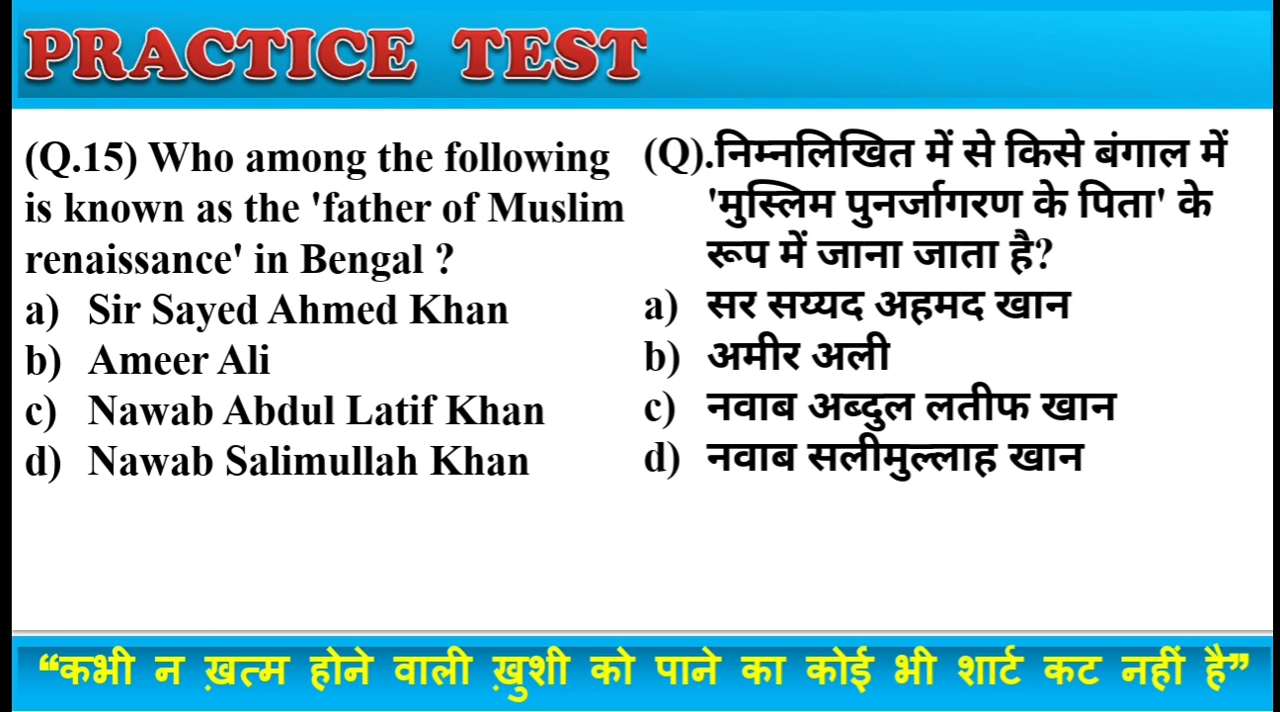 PRACTICE TEST
(Q.15) Who among the following
is known as the 'father of Muslim
renaissance' in Bengal ?
a) Sir Sayed Ahmed Khan
b) Ameer Ali
c) Nawab Abdul Latif Khan
d) Nawab Salimullah Khan
(Q).निम्नलिखित में से किसे बंगाल में
'मुस्लिम पुनर्जागरण के पिता' के
रूप में जाना जाता है?
a) सर सय्यद अहमद खान
b) अमीर अली
c) नवाब अब्दुल लतीफ खान
d) नवाब सलीमुल्लाह खान
“कभी न ख़त्म होने वाली ख़ुशी को पाने का कोई भी शार्ट कट नहीं है”